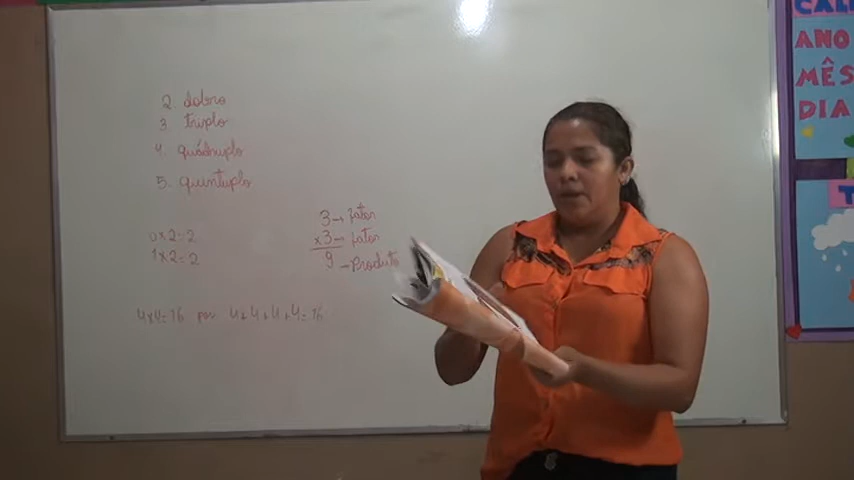 2. dobro
3. triplo
4. quádruplo
5. quíntuplo
0x2=2
1x2=2
3→ fator
x3→ fator
9 → Produto
4x4=16 por 4+4+4+4=16
ANO
MÊS
DIA